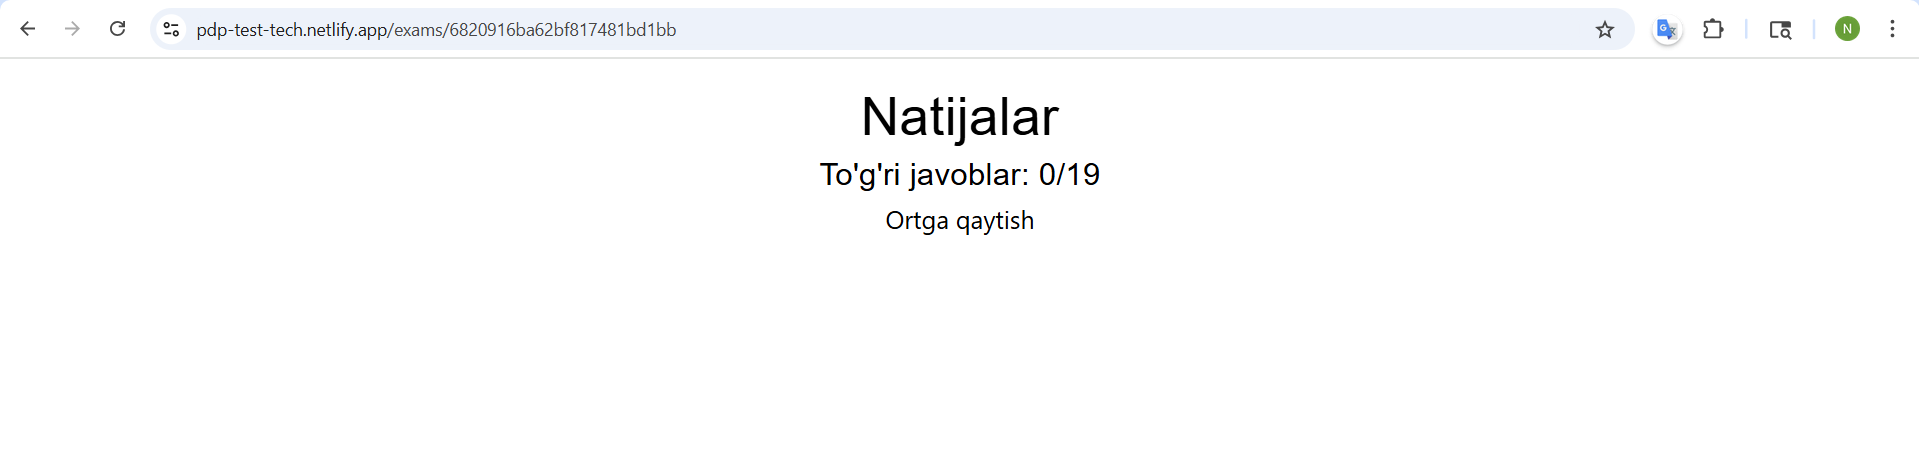 pdp-test-tech.netlify.app/exams/6820916ba62bf817481bd1bb
N
Natijalar
To'g'ri javoblar: 0/19
Ortga qaytish